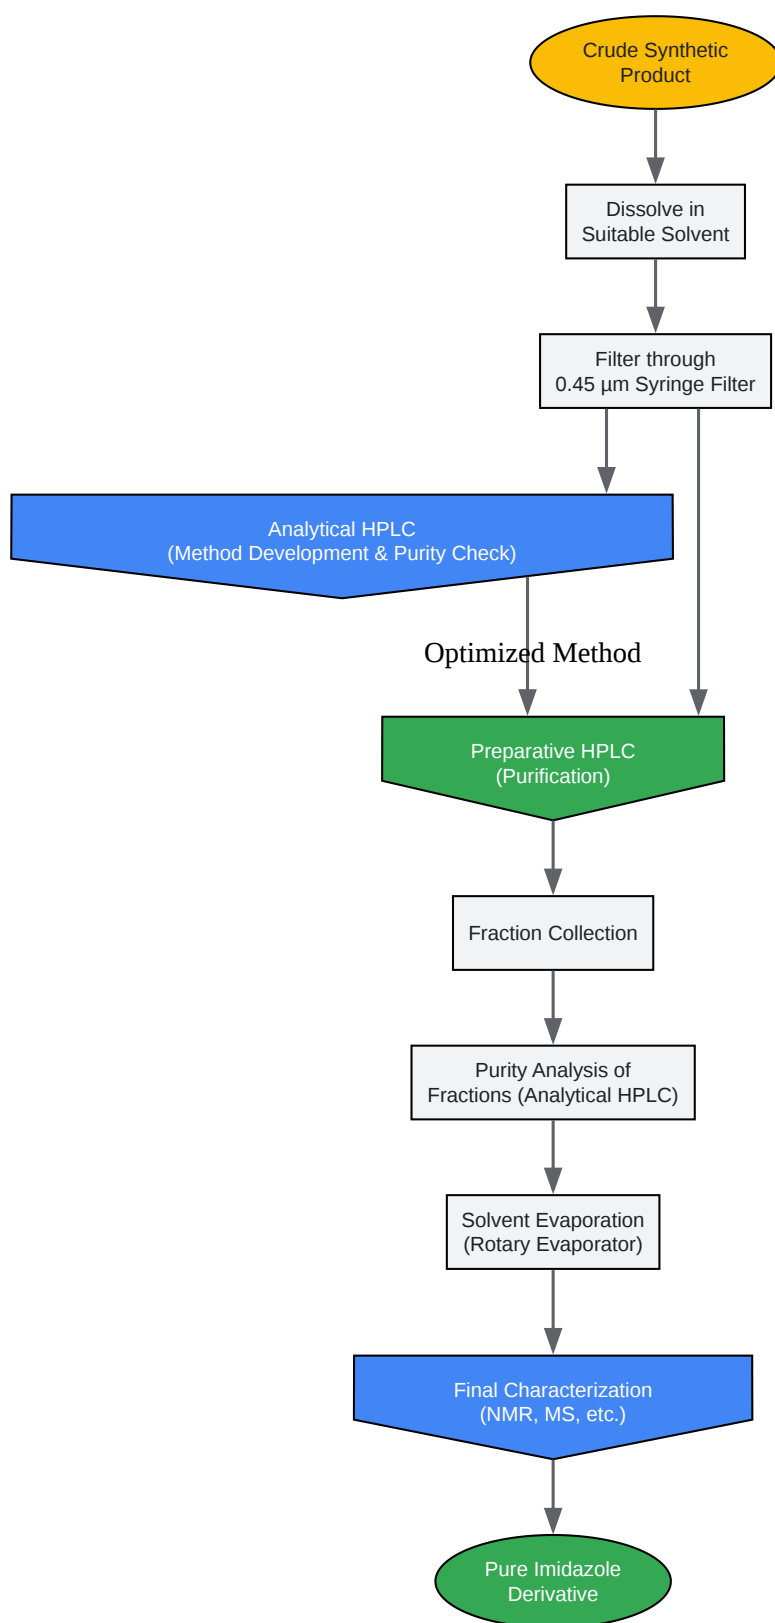 Crude Synthetic
Product
Dissolve in
Suitable Solvent
Filter through
0.45 µm Syringe Filter
Analytical HPLC
(Method Development & Purity Check)
Optimized Method
Preparative HPLC
(Purification)
Fraction Collection
Purity Analysis of
Fractions (Analytical HPLC)
Solvent Evaporation
(Rotary Evaporator)
Final Characterization
(NMR, MS, etc.)
Pure Imidazole
Derivative